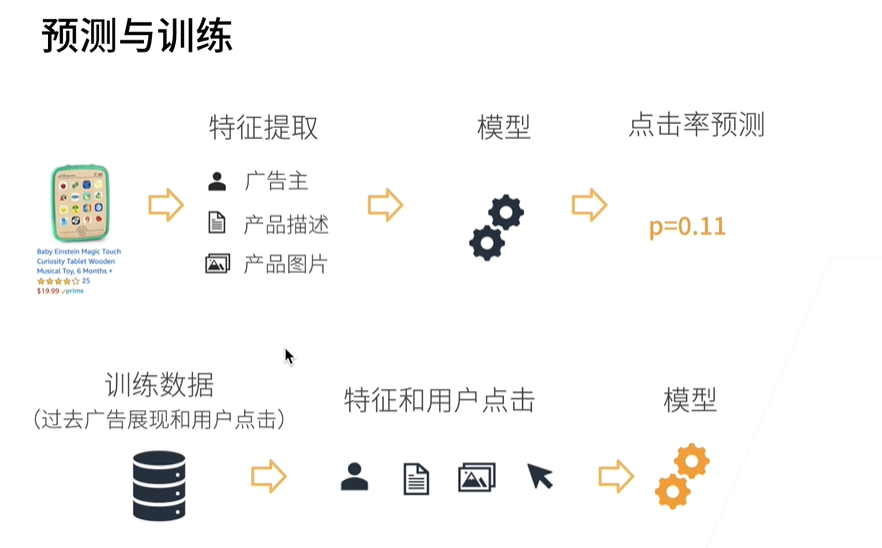 预测与训练
特征提取
模型
点击率预测
广告主
产品描述
产品图片
p=0.11
Baby Einstein Magic Touch
Curiosity Tablet Wooden
Musical Toy, 6 Months +
25
$19.99 prime
训练数据
（过去广告展现和用户点击）
特征和用户点击
模型